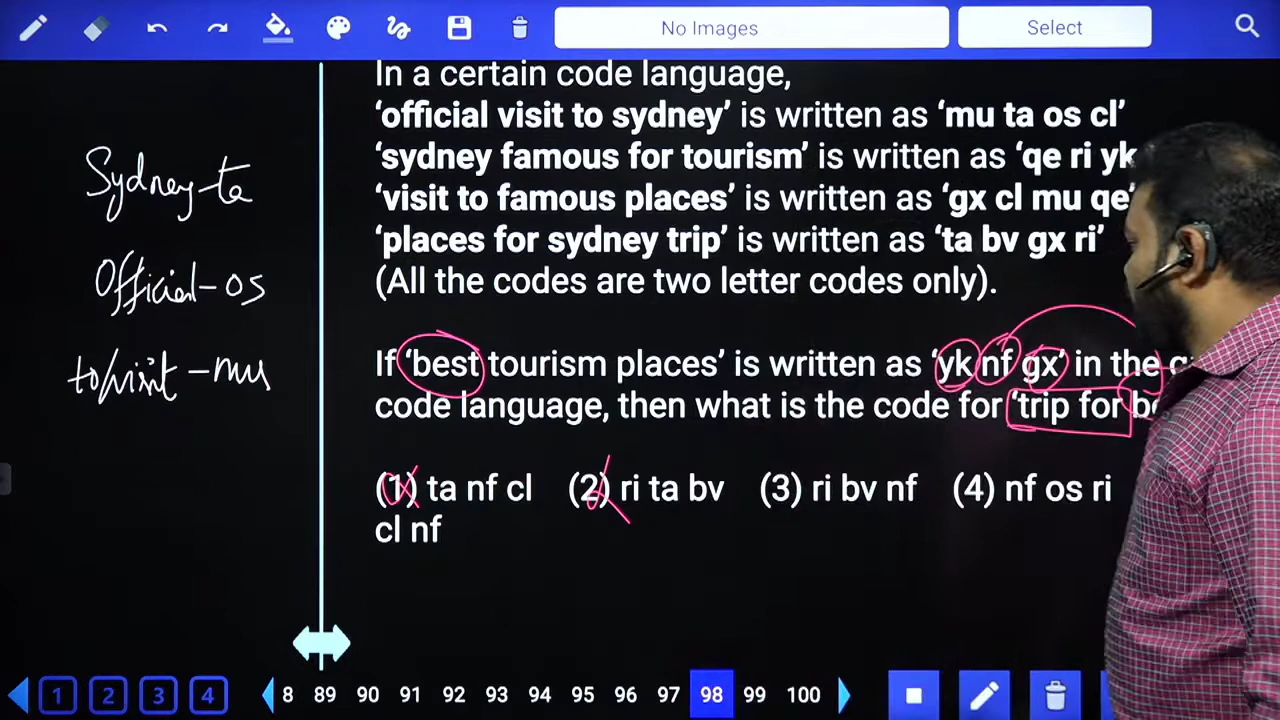 No Images
Select
In a certain code language,
‘official visit to sydney’ is written as ‘mu ta os cl’
‘sydney famous for tourism’ is written as ‘qe ri yk
‘visit to famous places’ is written as ‘gx cl mu qe’
‘places for sydney trip’ is written as ‘ta bv gx ri’
(All the codes are two letter codes only).
If ‘best tourism places’ is written as ‘yk nf gx’ in the
code language, then what is the code for ‘trip for
(1) ta nf cl (2) ri ta bv (3) ri bv nf (4) nf os ri
cl nf
Sydney-ta
Official-os
to/visit-mu
1 2 3 4 8 89 90 91 92 93 94 95 96 97 98 99 100